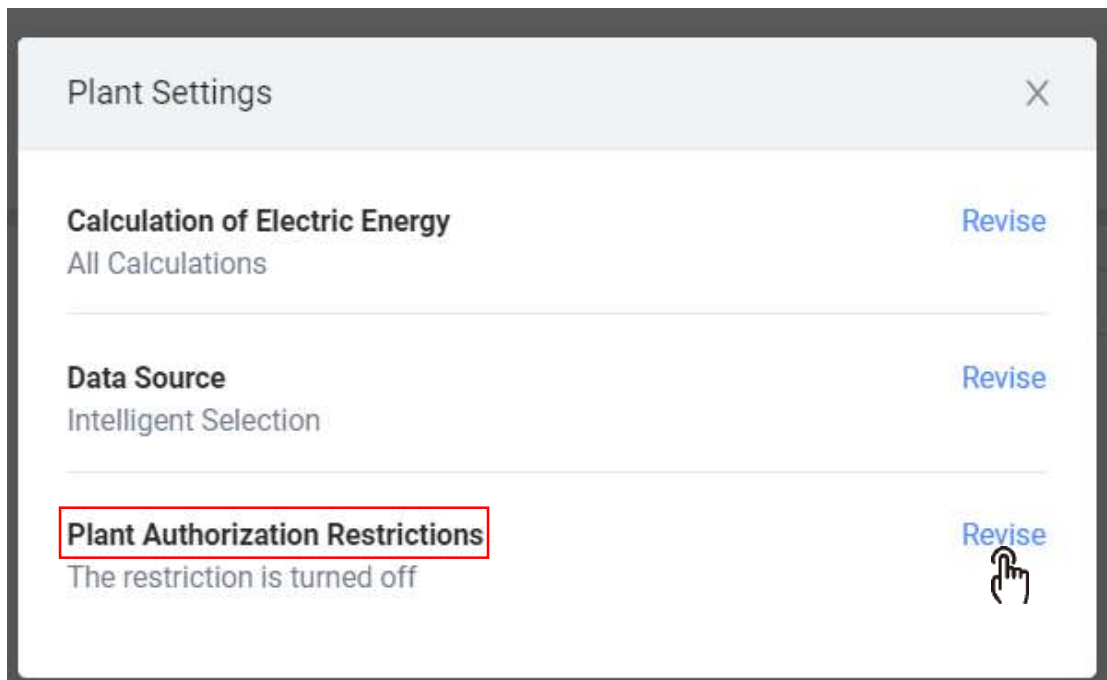 Plant Settings X
Calculation of Electric Energy Revise
All Calculations
Data Source Revise
Intelligent Selection
Plant Authorization Restrictions Revise
The restriction is turned off